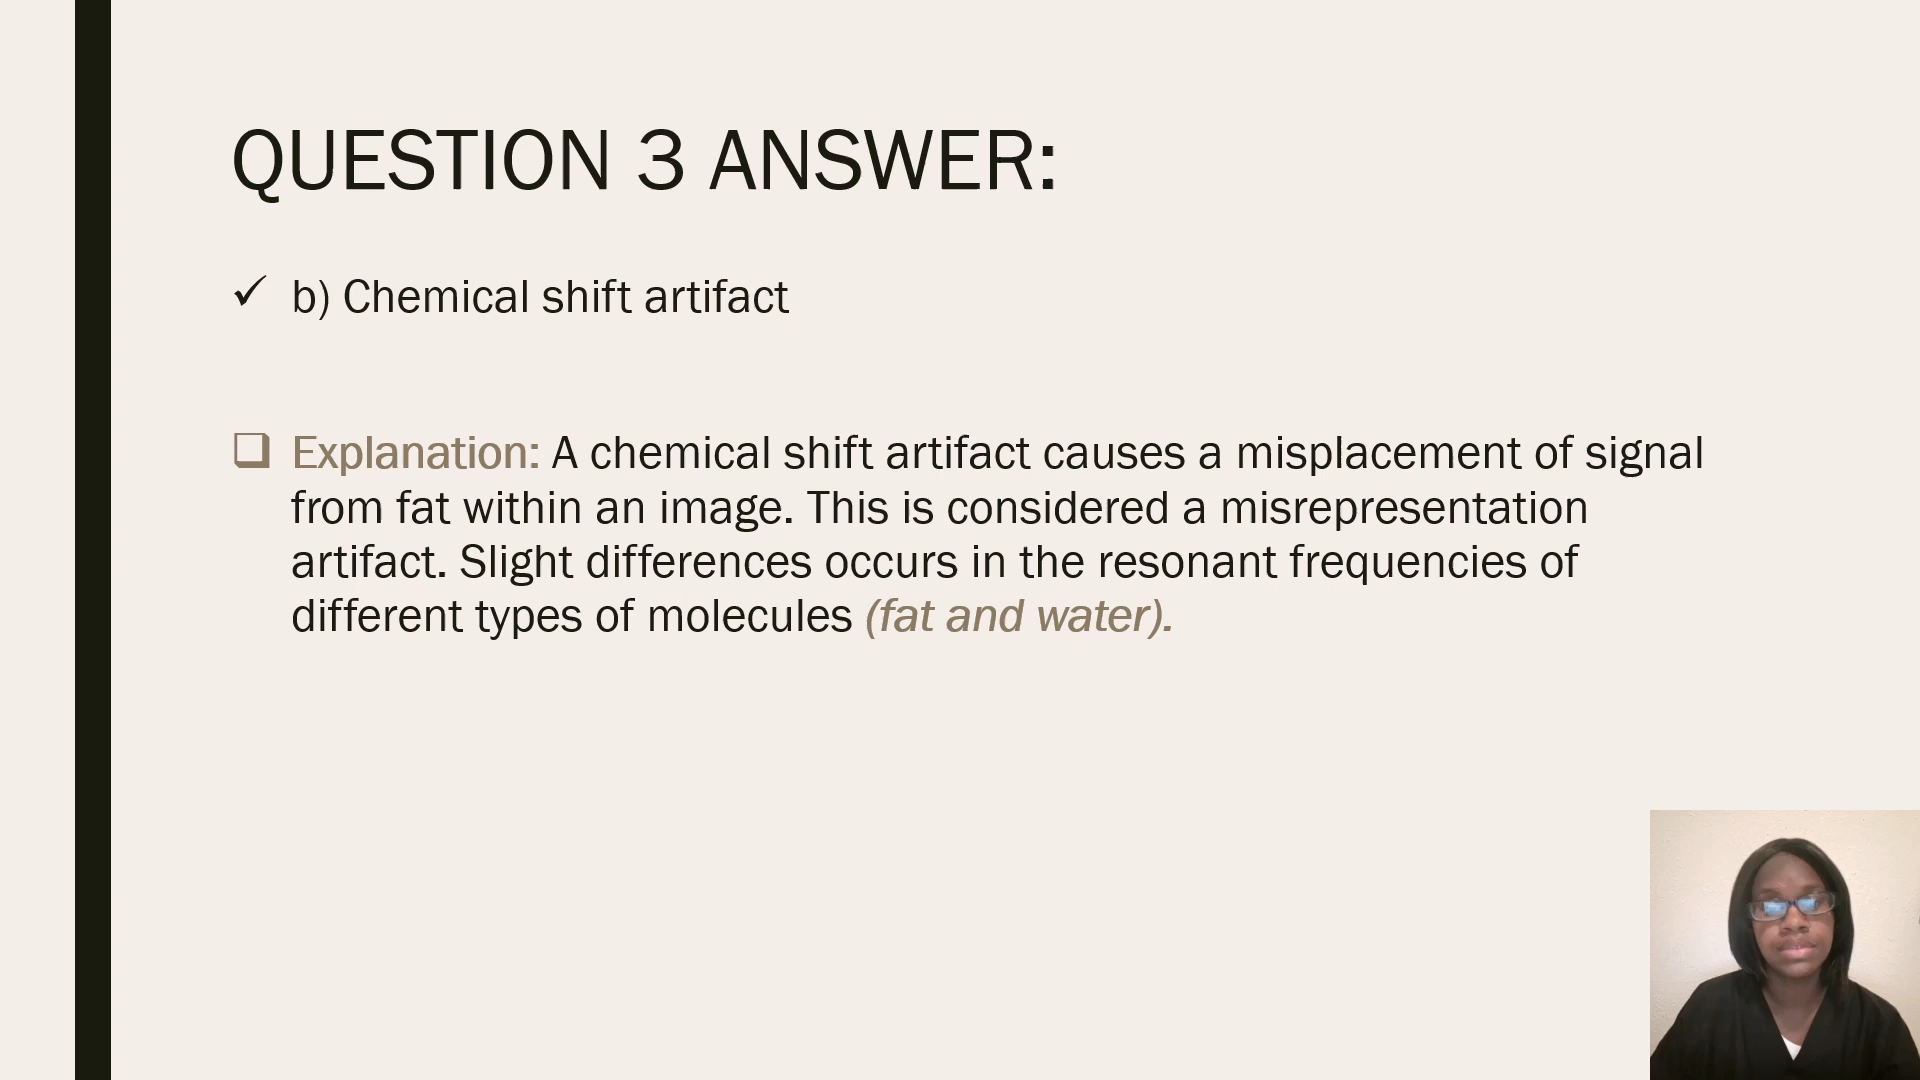 QUESTION 3 ANSWER:
✓ b) Chemical shift artifact
❑ Explanation: A chemical shift artifact causes a misplacement of signal
from fat within an image. This is considered a misrepresentation
artifact. Slight differences occurs in the resonant frequencies of
different types of molecules (fat and water).